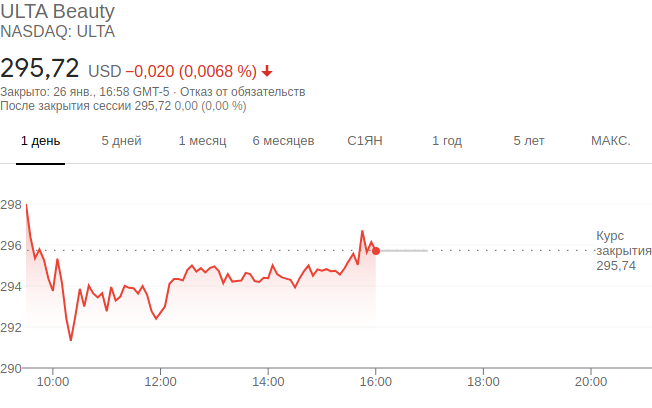 ULTA Beauty
NASDAQ: ULTA
295,72 USD −0,020 (0,0068 %)
Закрыто: 26 янв., 16:58 GMT-5 · Отказ от обязательств
После закрытия сессии 295,72 0,00 (0,00 %)
1 день 5 дней 1 месяц 6 месяцев С1ЯН 1 год 5 лет МАКС.
298
296
294
292
290
Курс
закрытия
295,74
10:00 12:00 14:00 16:00 18:00 20:00